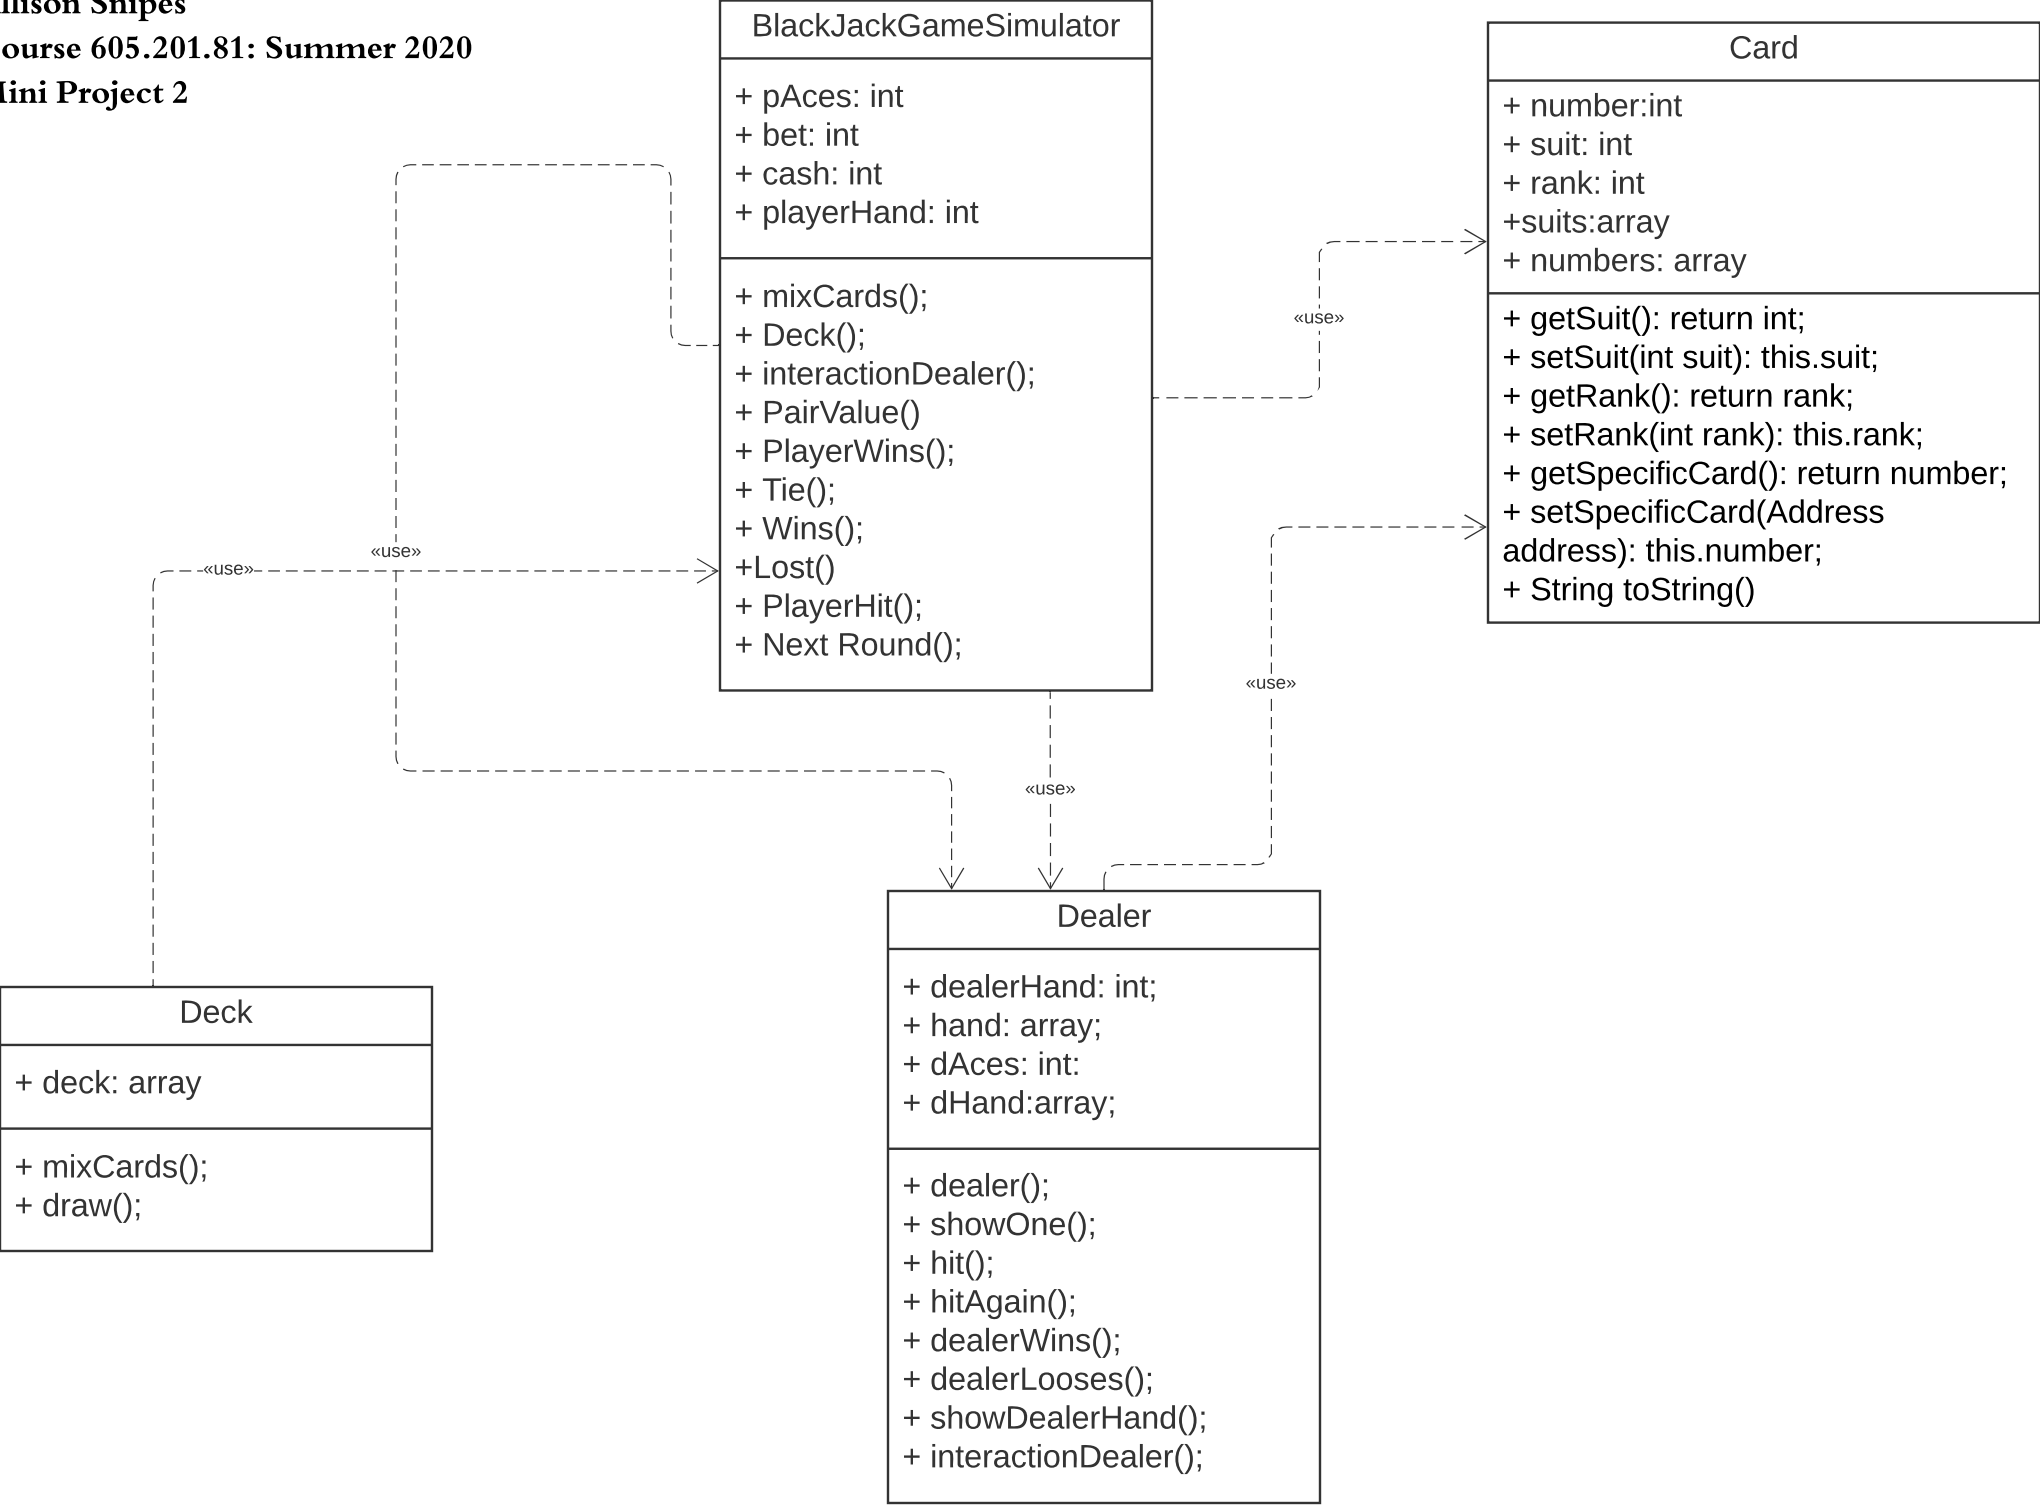 llison Snipes
ourse 605.201.81: Summer 2020
ini Project 2
BlackJackGameSimulator
+ pAces: int
+ bet: int
+ cash: int
+ playerHand: int
+ mixCards();
+ Deck();
+ interactionDealer();
+ PairValue()
+ PlayerWins();
+ Tie();
+ Wins();
+Lost()
+ PlayerHit();
+ Next Round();
Card
+ number:int
+ suit: int
+ rank: int
+suits:array
+ numbers: array
+ getSuit(): return int;
+ setSuit(int suit): this.suit;
+ getRank(): return rank;
+ setRank(int rank): this.rank;
+ getSpecificCard(): return number;
+ setSpecificCard(Address
address): this.number;
+ String toString()
«use»
«use»
«use»
«use»
«use»
Deck
+ deck: array
+ mixCards();
+ draw();
Dealer
+ dealerHand: int;
+ hand: array;
+ dAces: int:
+ dHand:array;
+ dealer();
+ showOne();
+ hit();
+ hitAgain();
+ dealerWins();
+ dealerLooses();
+ showDealerHand();
+ interactionDealer();